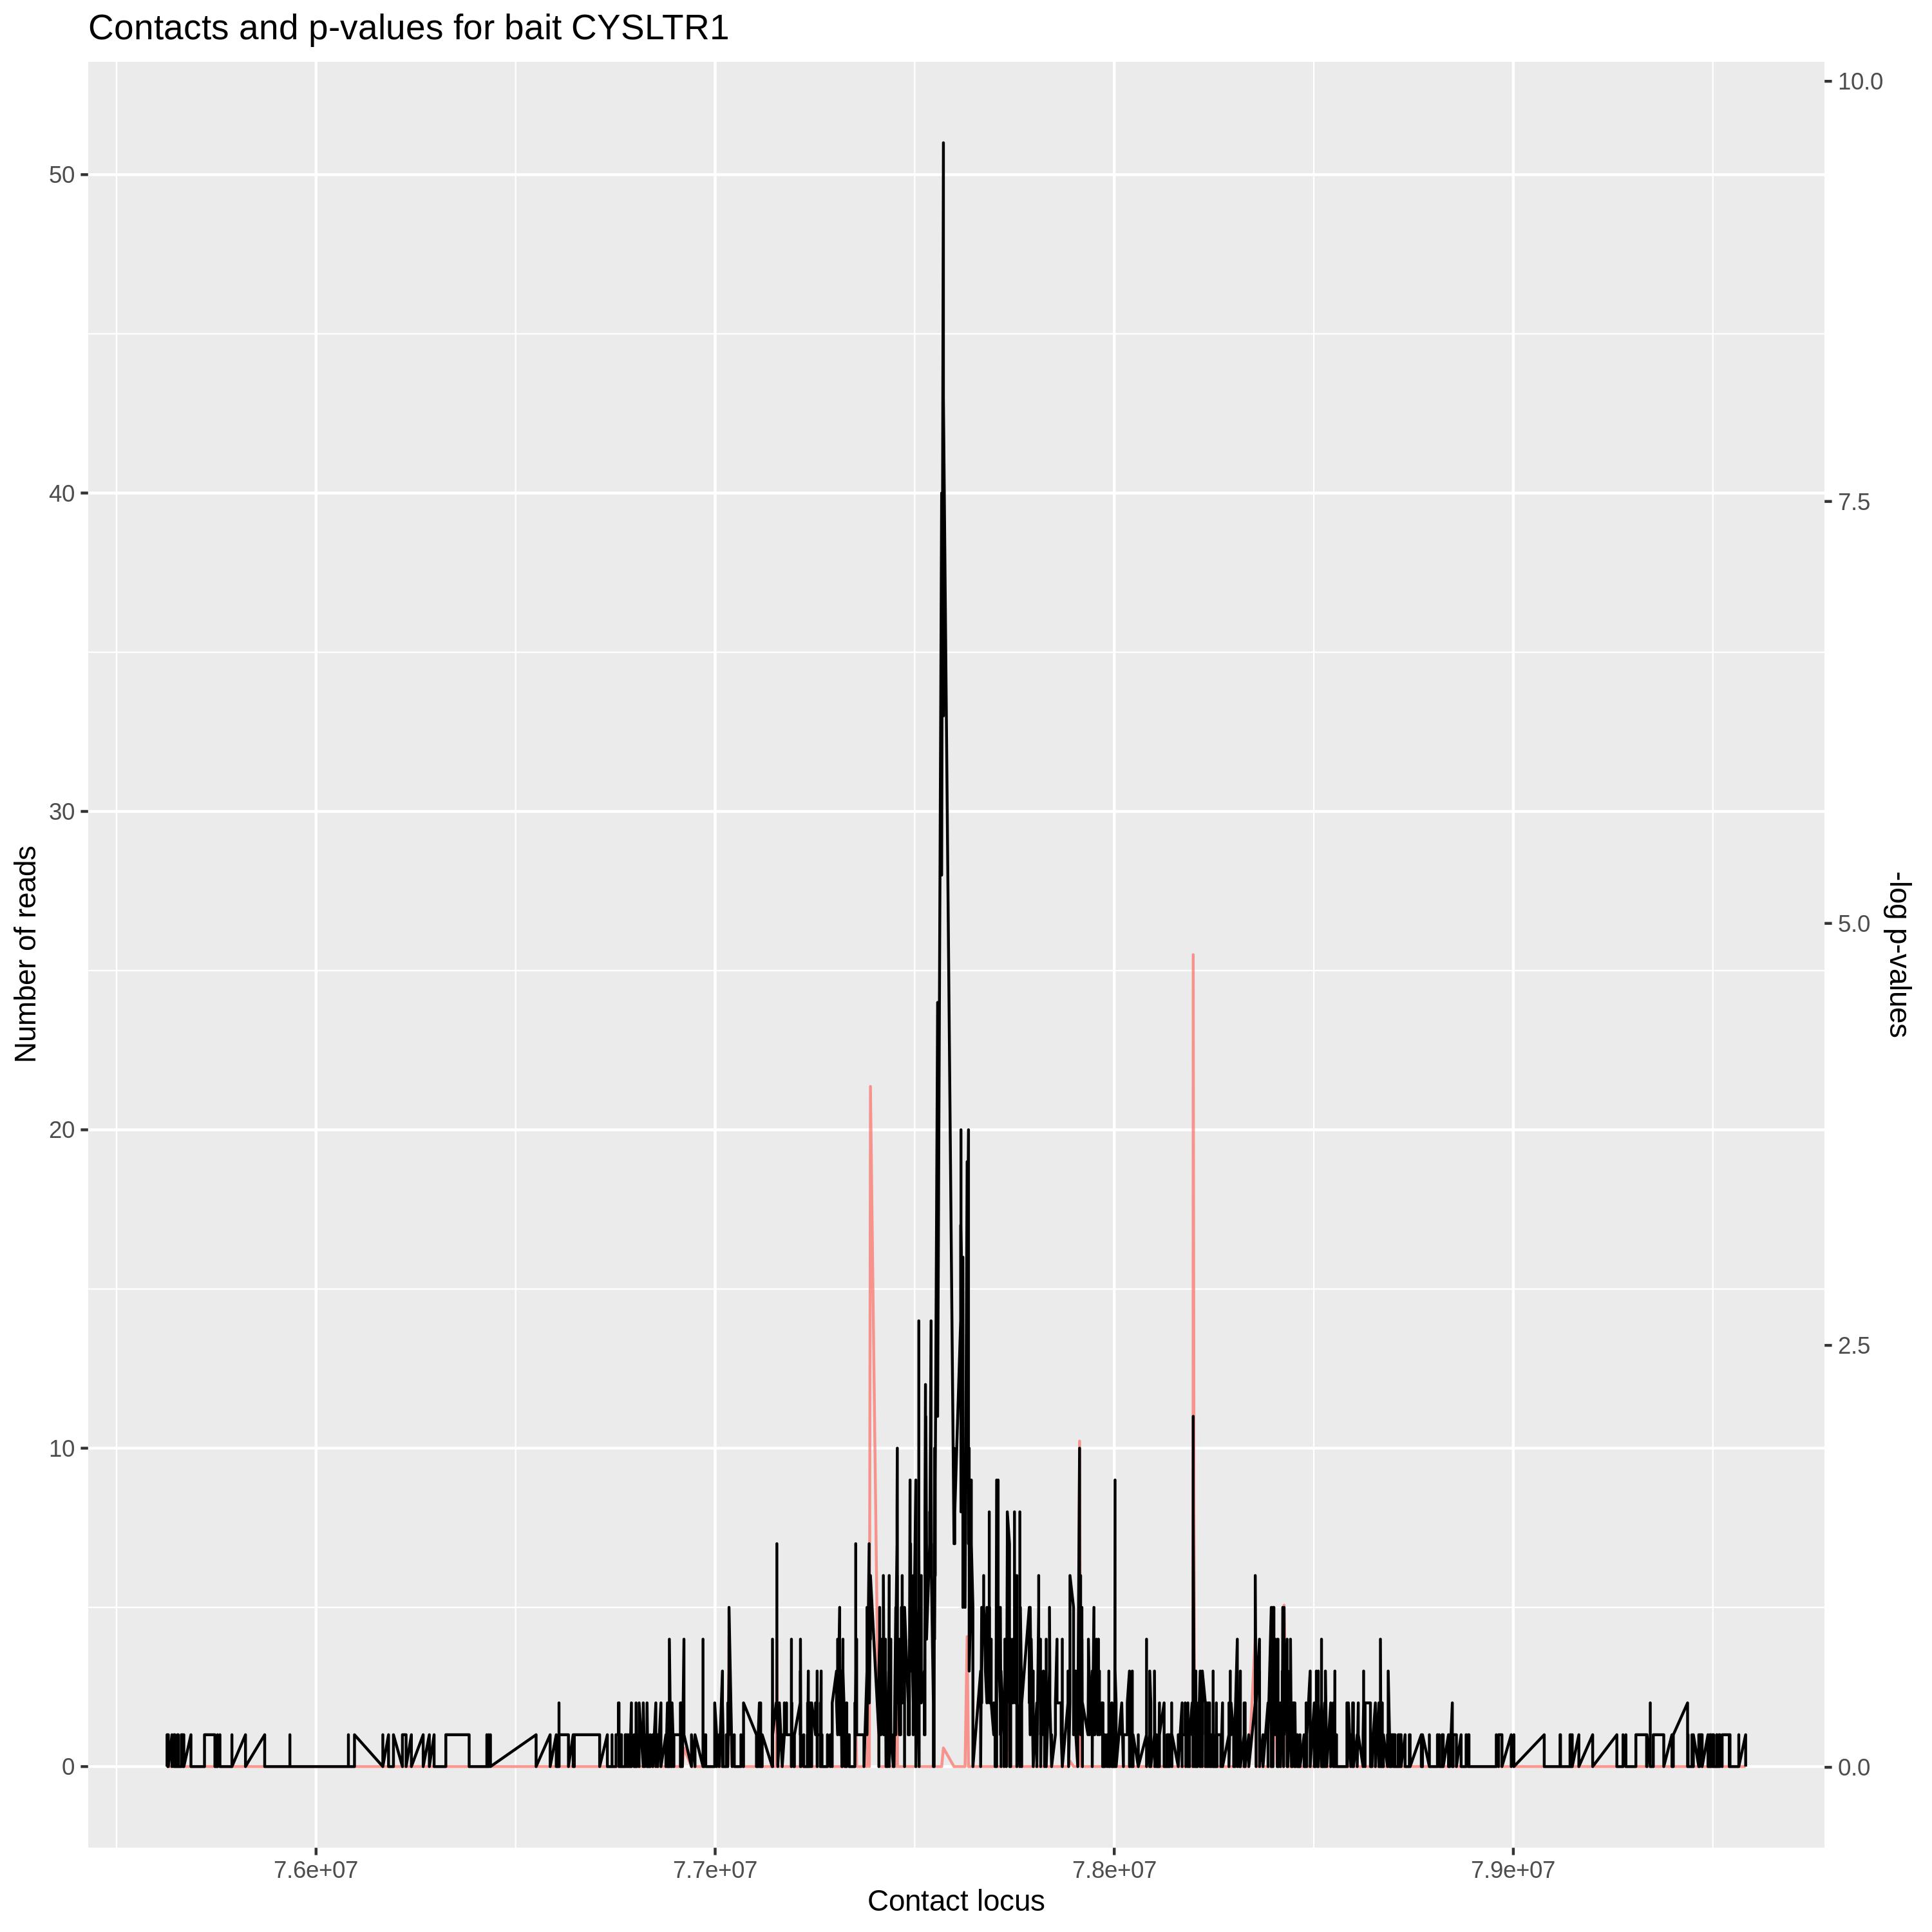 Contacts and p-values for bait CYSLTR1
10.0
50
40
7.5
30
Number of reads
-log p-values
5.0
20
2.5
10
0
0.0
7.6e+07
7.7e+07
7.8e+07
7.9e+07
Contact locus